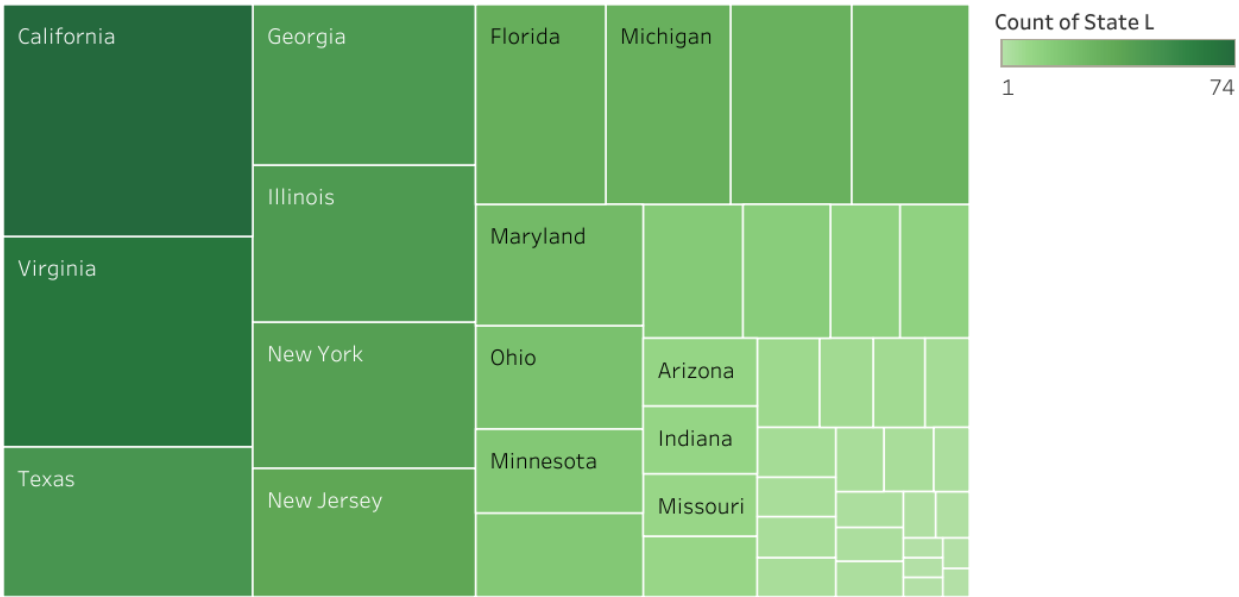 California
Georgia
Florida
Michigan
Count of State L
1
74
Illinois
Maryland
Virginia
New York
Ohio
Arizona
Indiana
Minnesota
Texas
New Jersey
Missouri